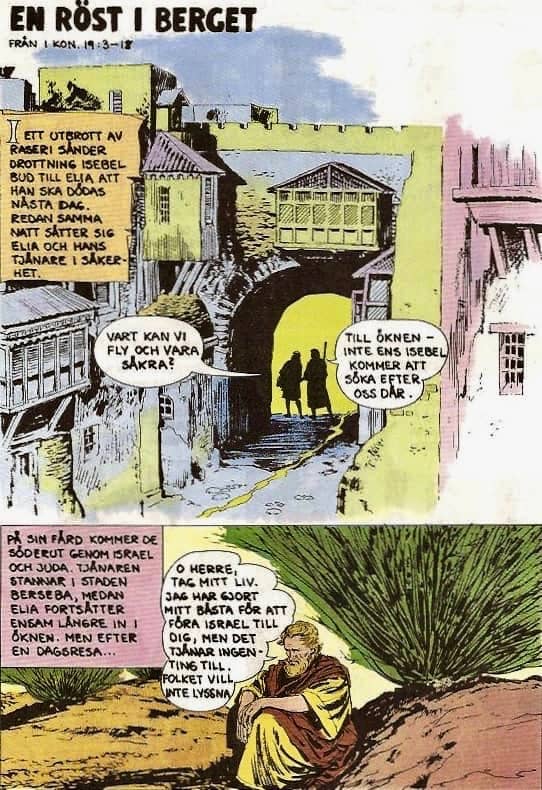 EN RÖST I BERGET
FRÅN I KON. 19:3-18
I ETT UTBROTT AV
RASERI SÄNDER
DROTTNING ISEBEL
BUD TILL ELIA ATT
HAN SKA DÖDAS
NÄSTA DAG.
REDAN SAMMA
NATT SÄTTER SIG
ELIA OCH HANS
TJÄNARE I SÄKER-
HET.
VART KAN VI
FLY OCH VARA
SÄKRA?
TILL ÖKNEN –
INTE ENS ISEBEL
KOMMER ATT
SÖKA EFTER
OSS DÄR.
PÅ SIN FÄRD KOMMER DE
SÖDERUT GENOM ISRAEL
OCH JUDA. TJÄNAREN
STANNAR I STADEN
BERSEBA, MEDAN
ELIA FORTSÄTTER
ENSAM LÄNGRE IN I
ÖKNEN. MEN EFTER
EN DAGSRESA...
O HERRE,
TAG MITT LIV.
JAG HAR GJORT
MITT BÄSTA FÖR ATT
FÖRA ISRAEL TILL
DIG, MEN DET
TJÄNAR INGEN-
TING TILL.
FOLKET VILL
INTE LYSSNA